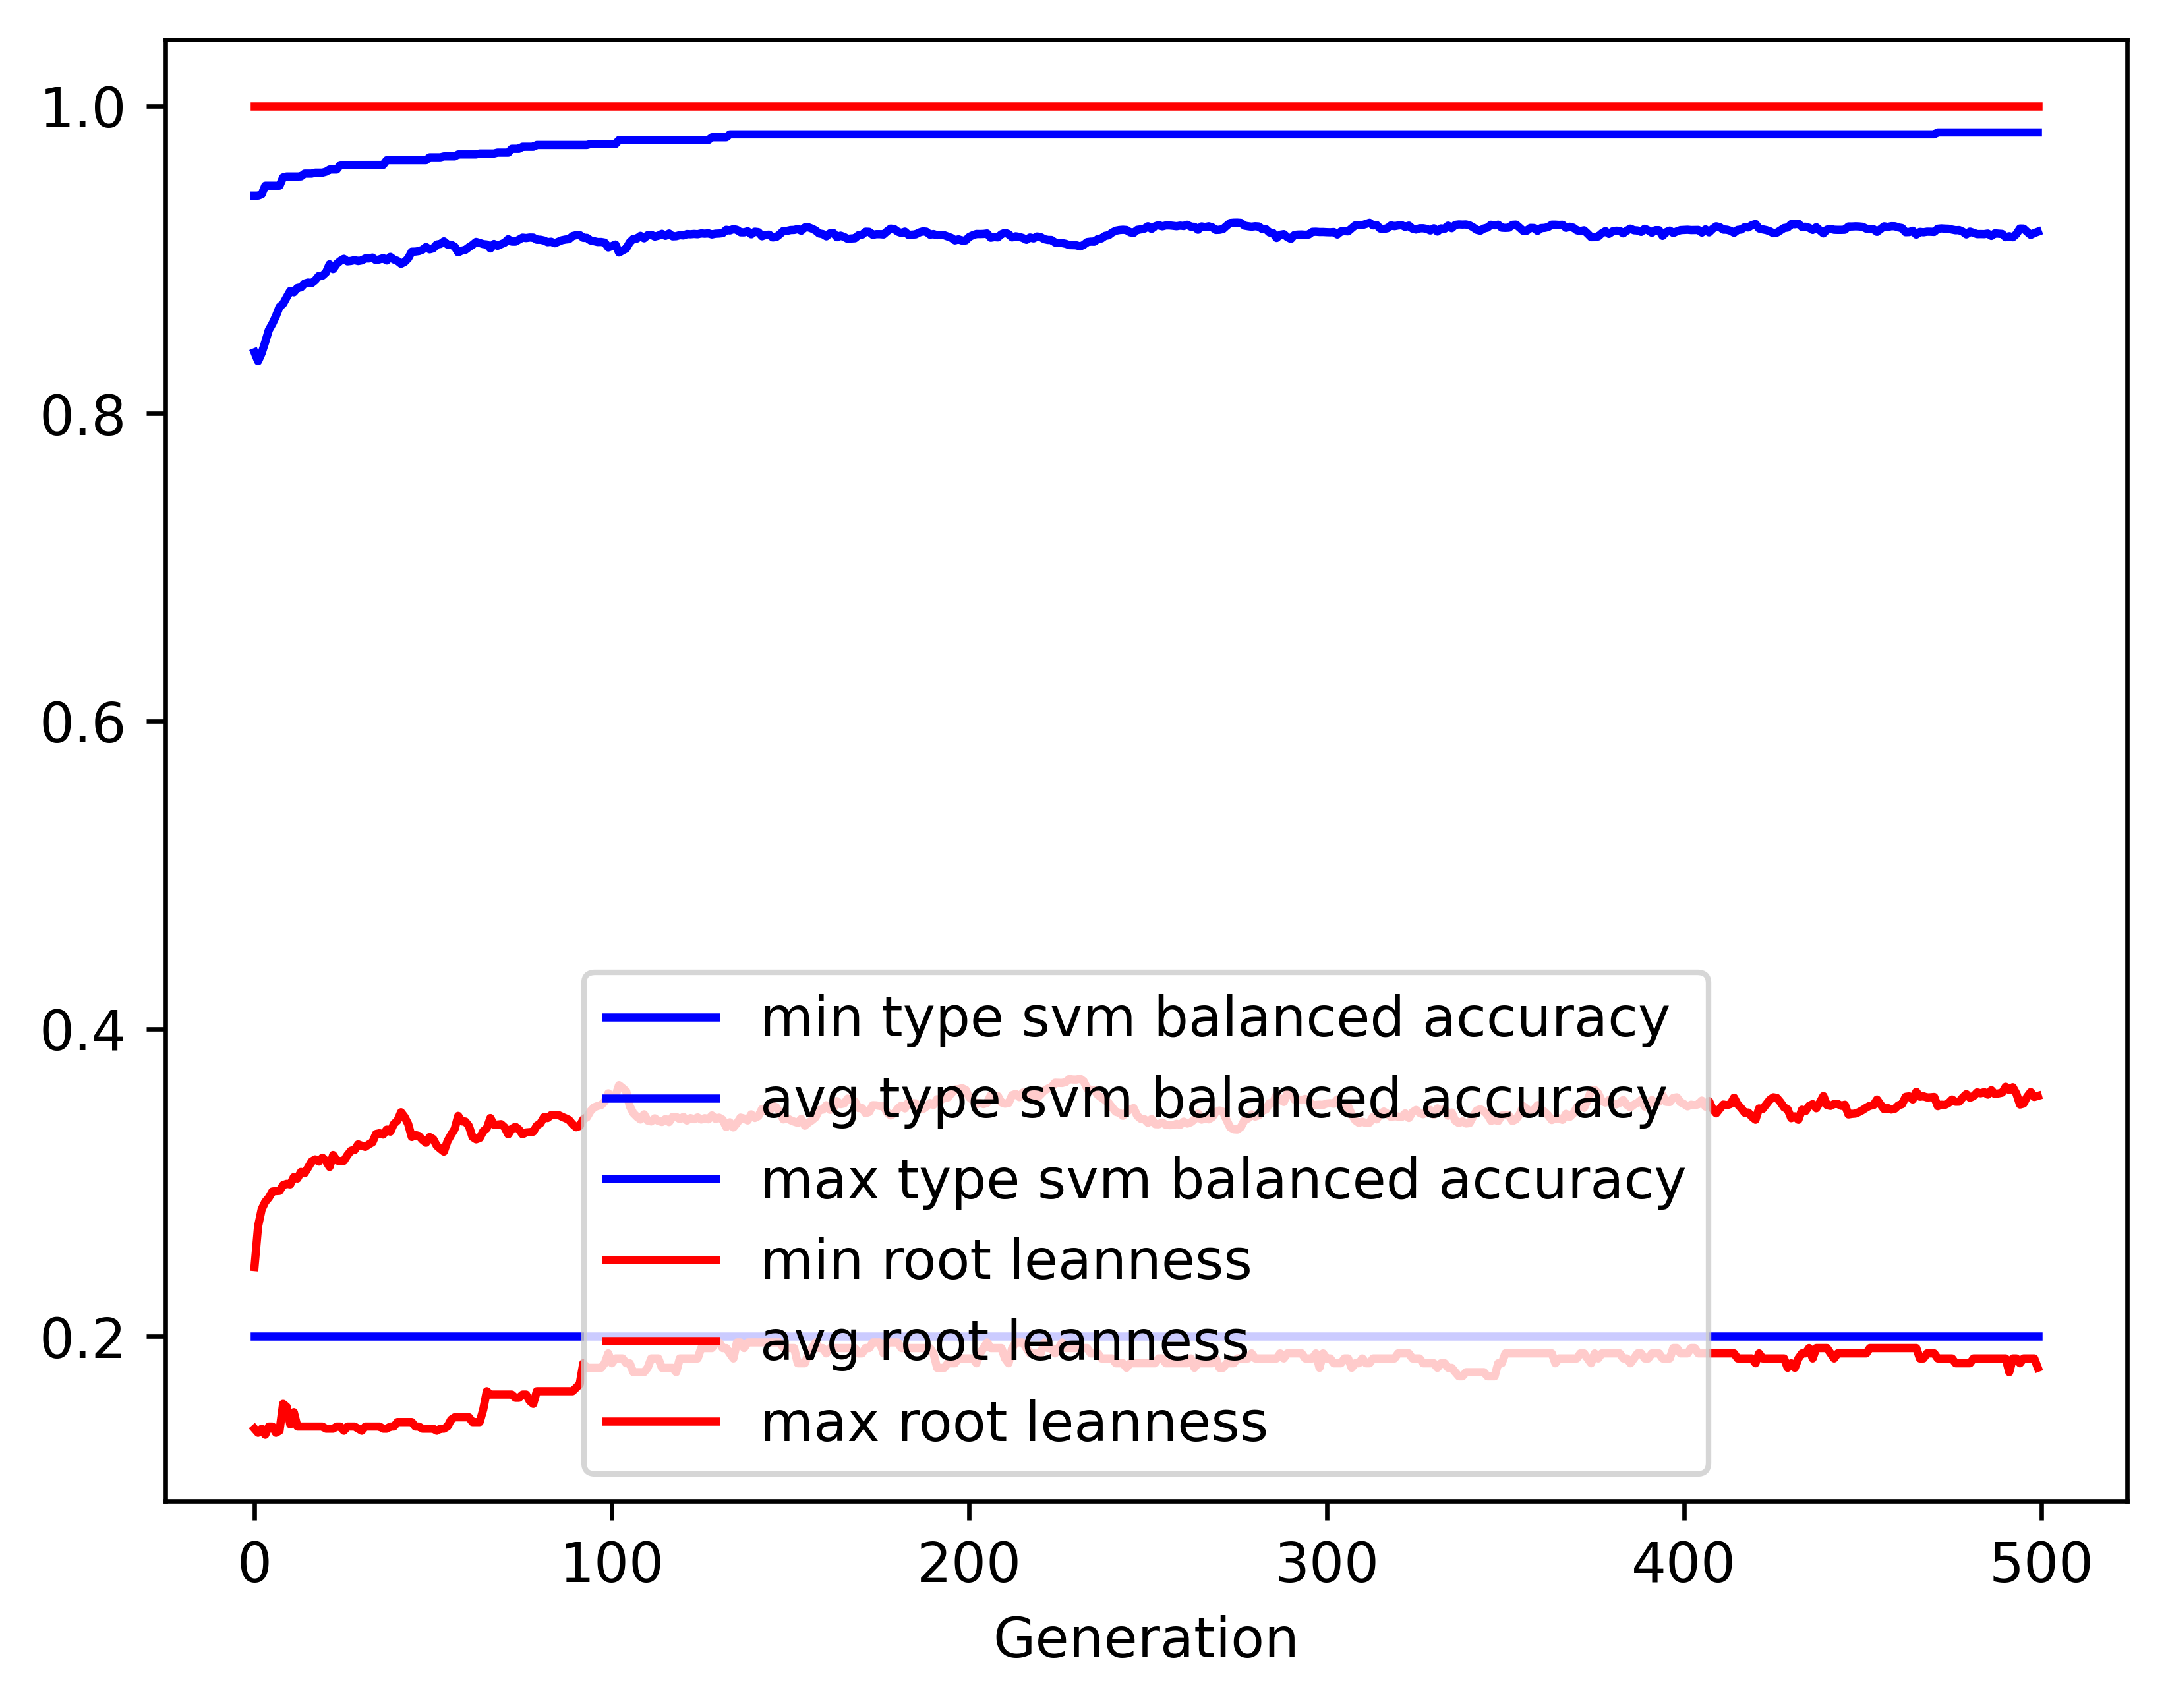 1.0
0.8
0.6
0.4
0.2
min type svm balanced accuracy
avg type svm balanced accuracy
max type svm balanced accuracy
min root leanness
avg root leanness
max root leanness
0 100 200 300 400 500
Generation